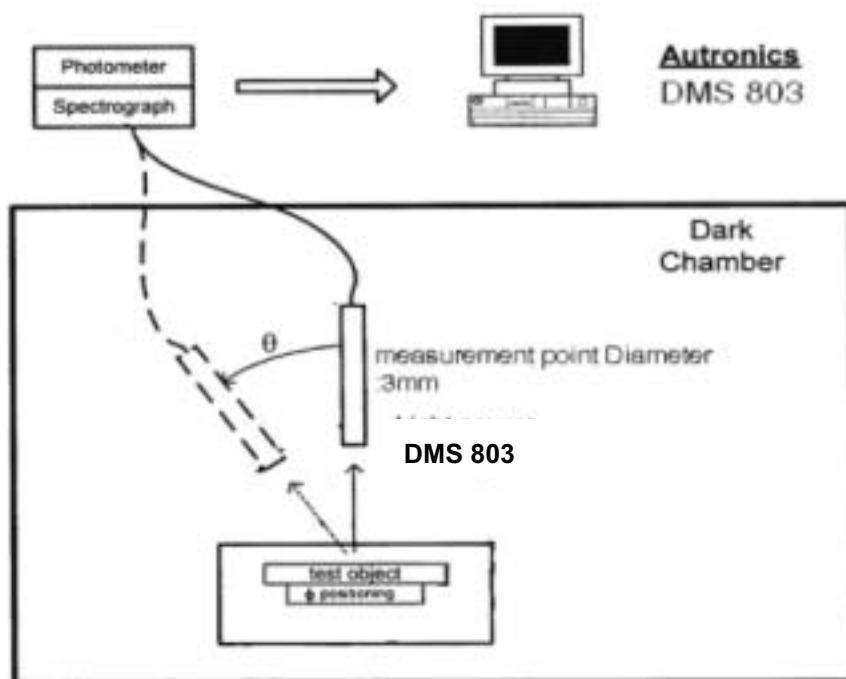 Photometer
Spectrograph
Autronics
DMS 803
Dark
Chamber
θ
measurement point Diameter
:3mm
DMS 803
test object
ϕ positioning